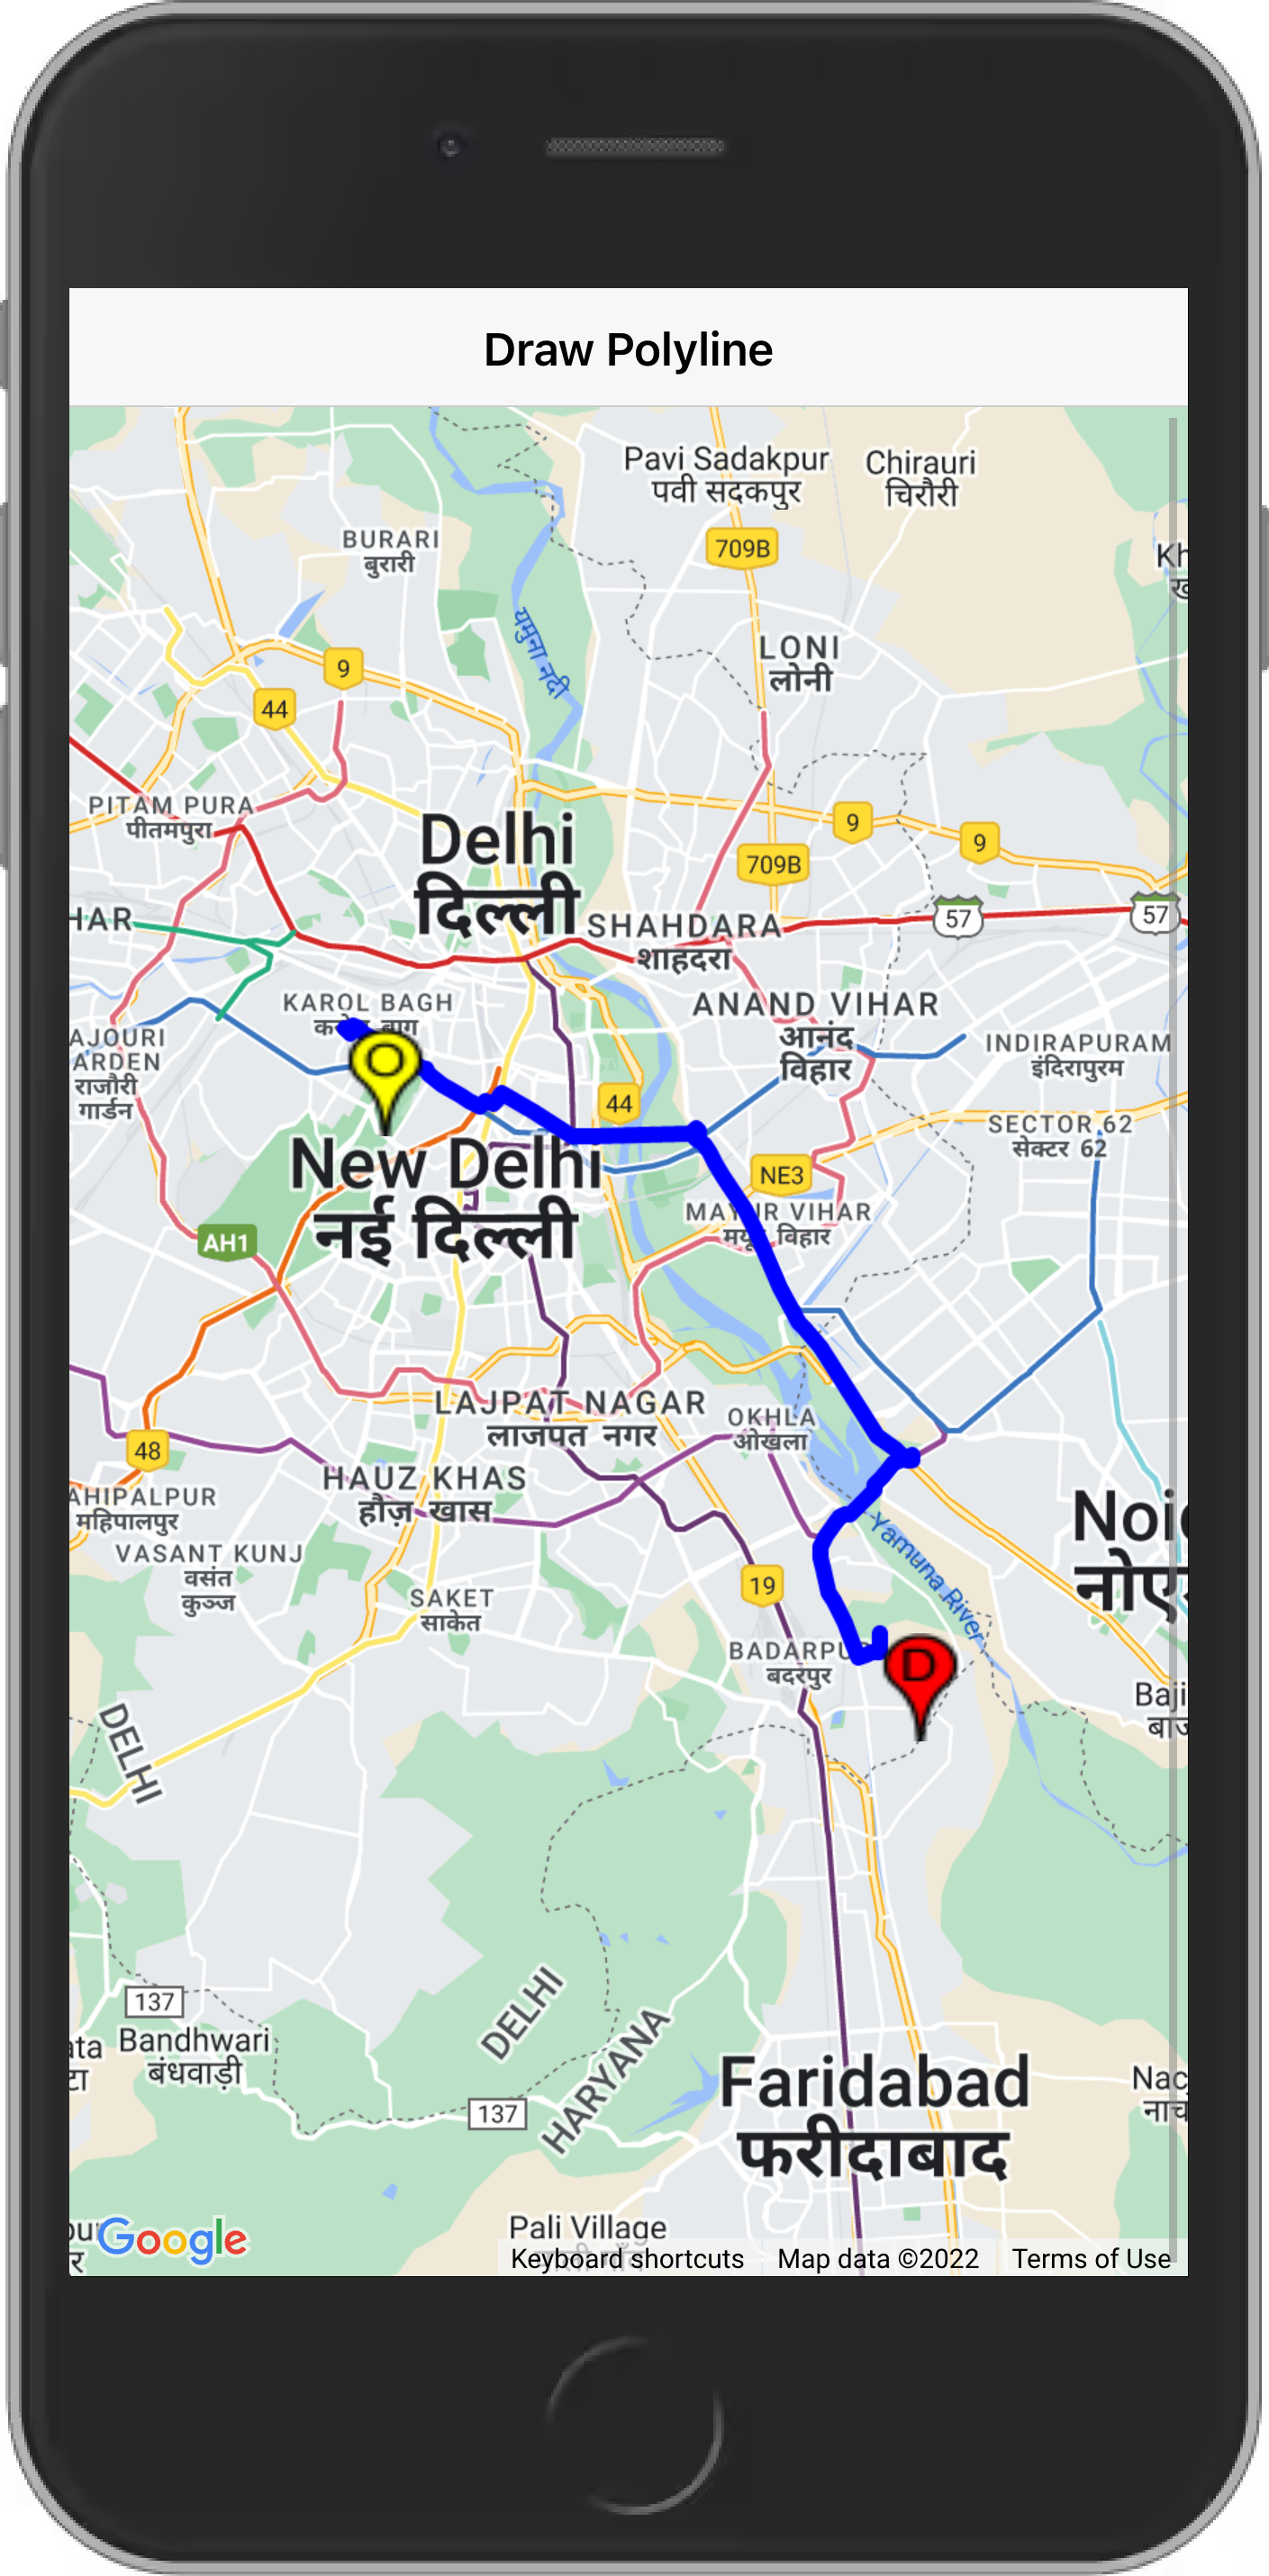 Draw Polyline
Pavi Sadakpur
पवी सदकपुर
Chirauri
चिरौरी
BURARI
बुरारी
709B
Kh
यमुना नदी
LONI
लोनी
9
44
PITAM PURA
पीतमपुरा
Delhi
दिल्ली
9
9
709B
HAR
SHAHDARA
शाहदरा
57
57
KAROL BAGH
बाग
ANAND VIHAR
आनंद
विहार
AJOURI
ARDEN
राजौरी
गार्डन
O
INDIRAPURAM
इंदिरापुरम
44
SECTOR 62
सेक्टर 62
New Delhi
नई दिल्ली
NE3
VIHAR
विहार
AH1
LAJPAT NAGAR
लाजपत नगर
OKHLA
ओखला
48
HAUZ KHAS
हौज़ खास
AHIPALPUR
महिपालपुर
Noid
नोए
Yamuna River
VASANT KUNJ
वसंत
कुञ्ज
19
SAKET
साकेत
BADARPU
बदरपुर
D
Baji
DELHI
137
ata
टा
Bandhwari
बंधवाड़ी
DELHI
HARYANA
137
Faridabad
फरीदाबाद
Nac
नाच
pur
र
Google
Pali Village
Keyboard shortcuts
Map data ©2022
Terms of Use